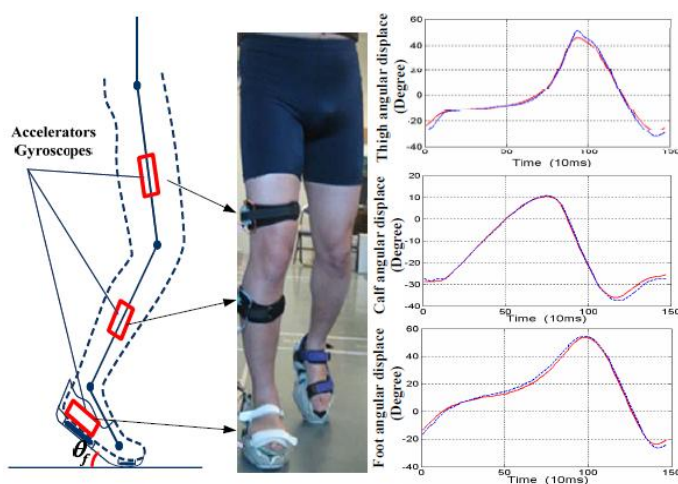 Accelerators
Gyroscopes
θf
Thigh angular displace
(Degree)
60
40
20
0
-20
-40
0
50
100
150
Time (10ms)
Calf angular displace
(Degree)
20
10
0
-10
-20
-30
-40
0
50
100
150
Time (10ms)
Foot angular displace
(Degree)
60
40
20
0
-20
-40
0
50
100
150
Time (10ms)